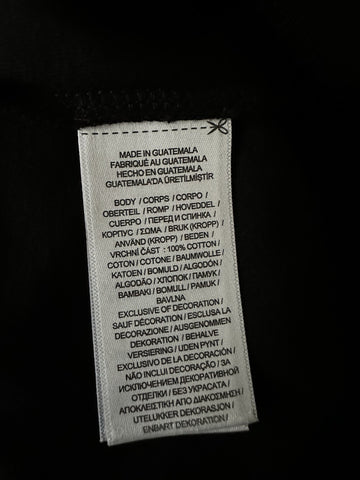 MADE IN GUATEMALA
FABRIQUÉ AU GUATEMALA
HECHO EN GUATEMALA
GUATEMALA'DA ÜRETİLMİŞTİR
BODY / CORPS / CORPO /
OBERTEIL / ROMP / HOVEDDEL /
CUERPO / ПЕРЕД И СПИНКА /
КОРПУС / ΣΩΜΑ / BRUK (KROPP) /
ANVÄND (KROPP) / BEDEN /
VRCHNÍ ČÁST : 100% COTTON /
COTON / COTONE / BAUMWOLLE /
KATOEN / BOMULD / ALGODÓN /
ALGODÃO / ХЛОПОК / ПАМУК /
BAMBAKI / BOMULL / PAMUK /
BAVLNA
EXCLUSIVE OF DECORATION /
SAUF DÉCORATION / ESCLUSA LA
DECORAZIONE / AUSGENOMMEN
DEKORATION / BEHALVE
VERSIERING / UDEN PYNT /
EXCLUSIVO DE LA DECORACIÓN /
NÃO INCLUI DECORAÇÃO / ЗА
ИСКЛЮЧЕНИЕМ ДЕКОРАТИВНОЙ
ОТДЕЛКИ / БЕЗ УКРАСАТА /
ΑΠΟΚΛΕΙΣΤΙΚΗ ΑΠΟ ΔΙΑΚΟΣΜΗΣΗ /
UTELUKKER DEKORASJON /
ENBART DEKORATION /